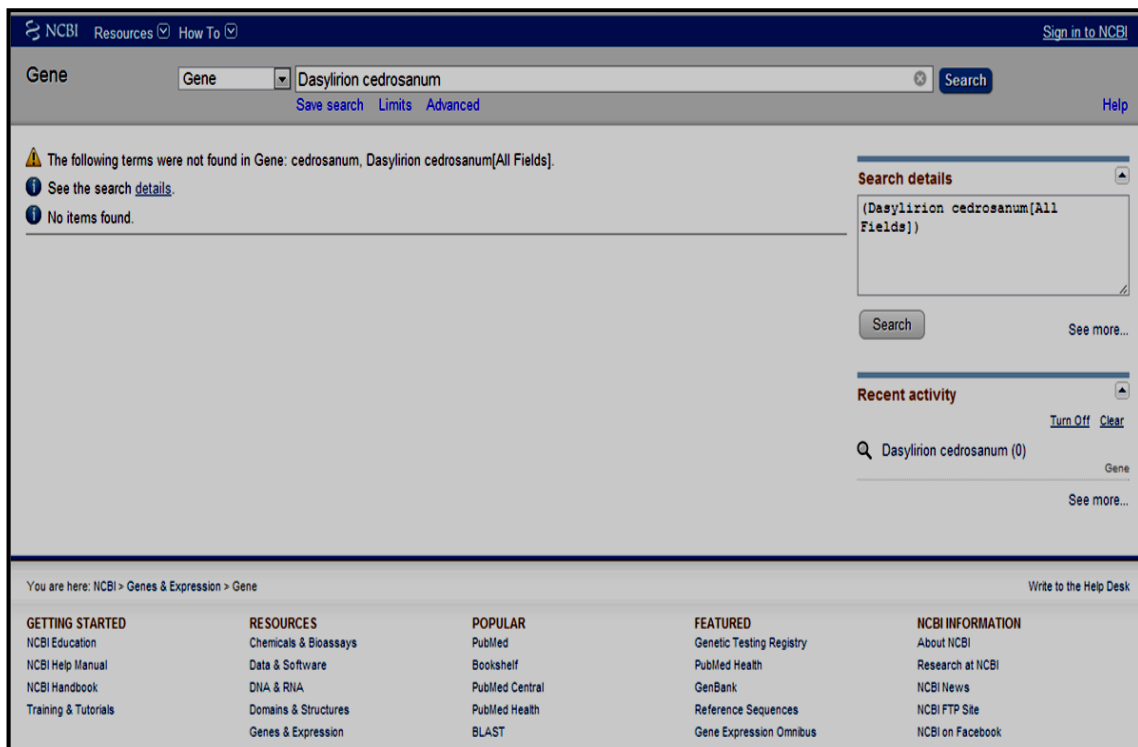 NCBI Resources How To Sign in to NCBI
Gene Gene Dasylirion cedrosanum Search
Save search Limits Advanced Help
The following terms were not found in Gene: cedrosanum, Dasylirion cedrosanum[All Fields].
See the search details.
No items found.
Search details
(Dasylirion cedrosanum[All
Fields])
Search See more...
Recent activity
Turn Off Clear
Dasylirion cedrosanum (0)
Gene
See more...
You are here: NCBI > Genes & Expression > Gene Write to the Help Desk
GETTING STARTED
NCBI Education
NCBI Help Manual
NCBI Handbook
Training & Tutorials
RESOURCES
Chemicals & Bioassays
Data & Software
DNA & RNA
Domains & Structures
Genes & Expression
POPULAR
PubMed
Bookshelf
PubMed Central
PubMed Health
BLAST
FEATURED
Genetic Testing Registry
PubMed Health
GenBank
Reference Sequences
Gene Expression Omnibus
NCBI INFORMATION
About NCBI
Research at NCBI
NCBI News
NCBI FTP Site
NCBI on Facebook